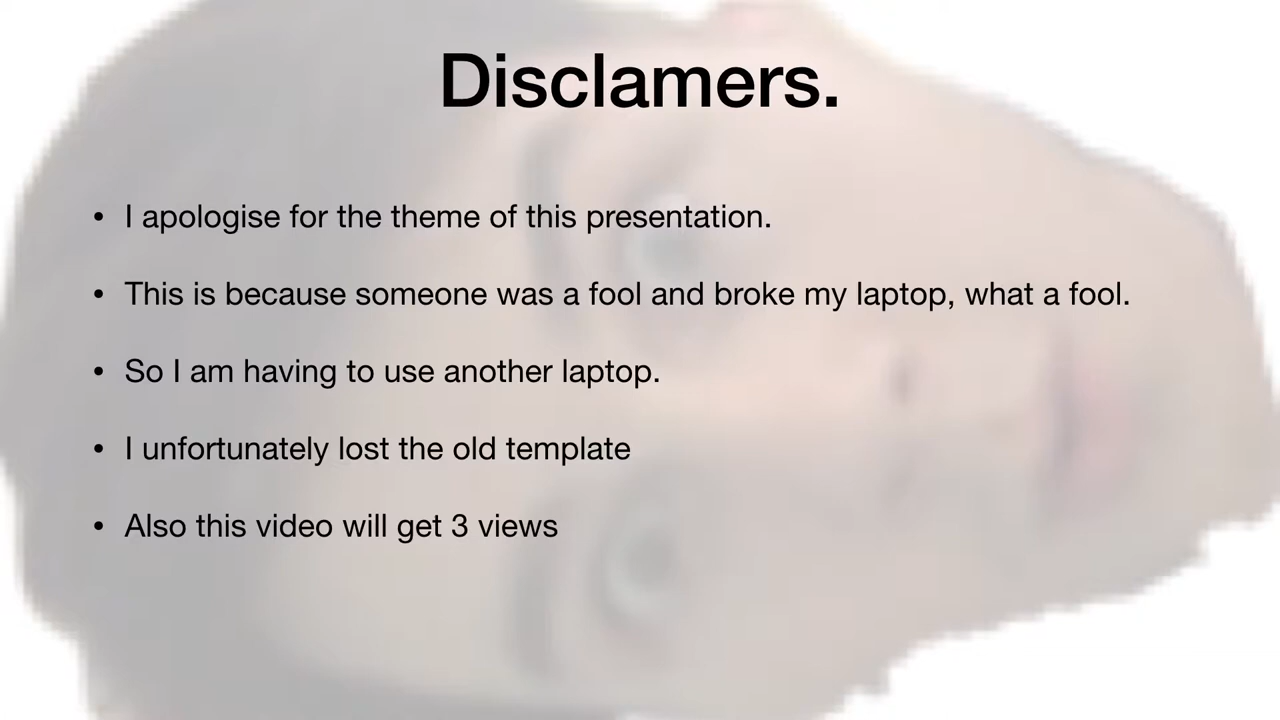 Disclamers.
• I apologise for the theme of this presentation.
• This is because someone was a fool and broke my laptop, what a fool.
• So I am having to use another laptop.
• I unfortunately lost the old template
• Also this video will get 3 views